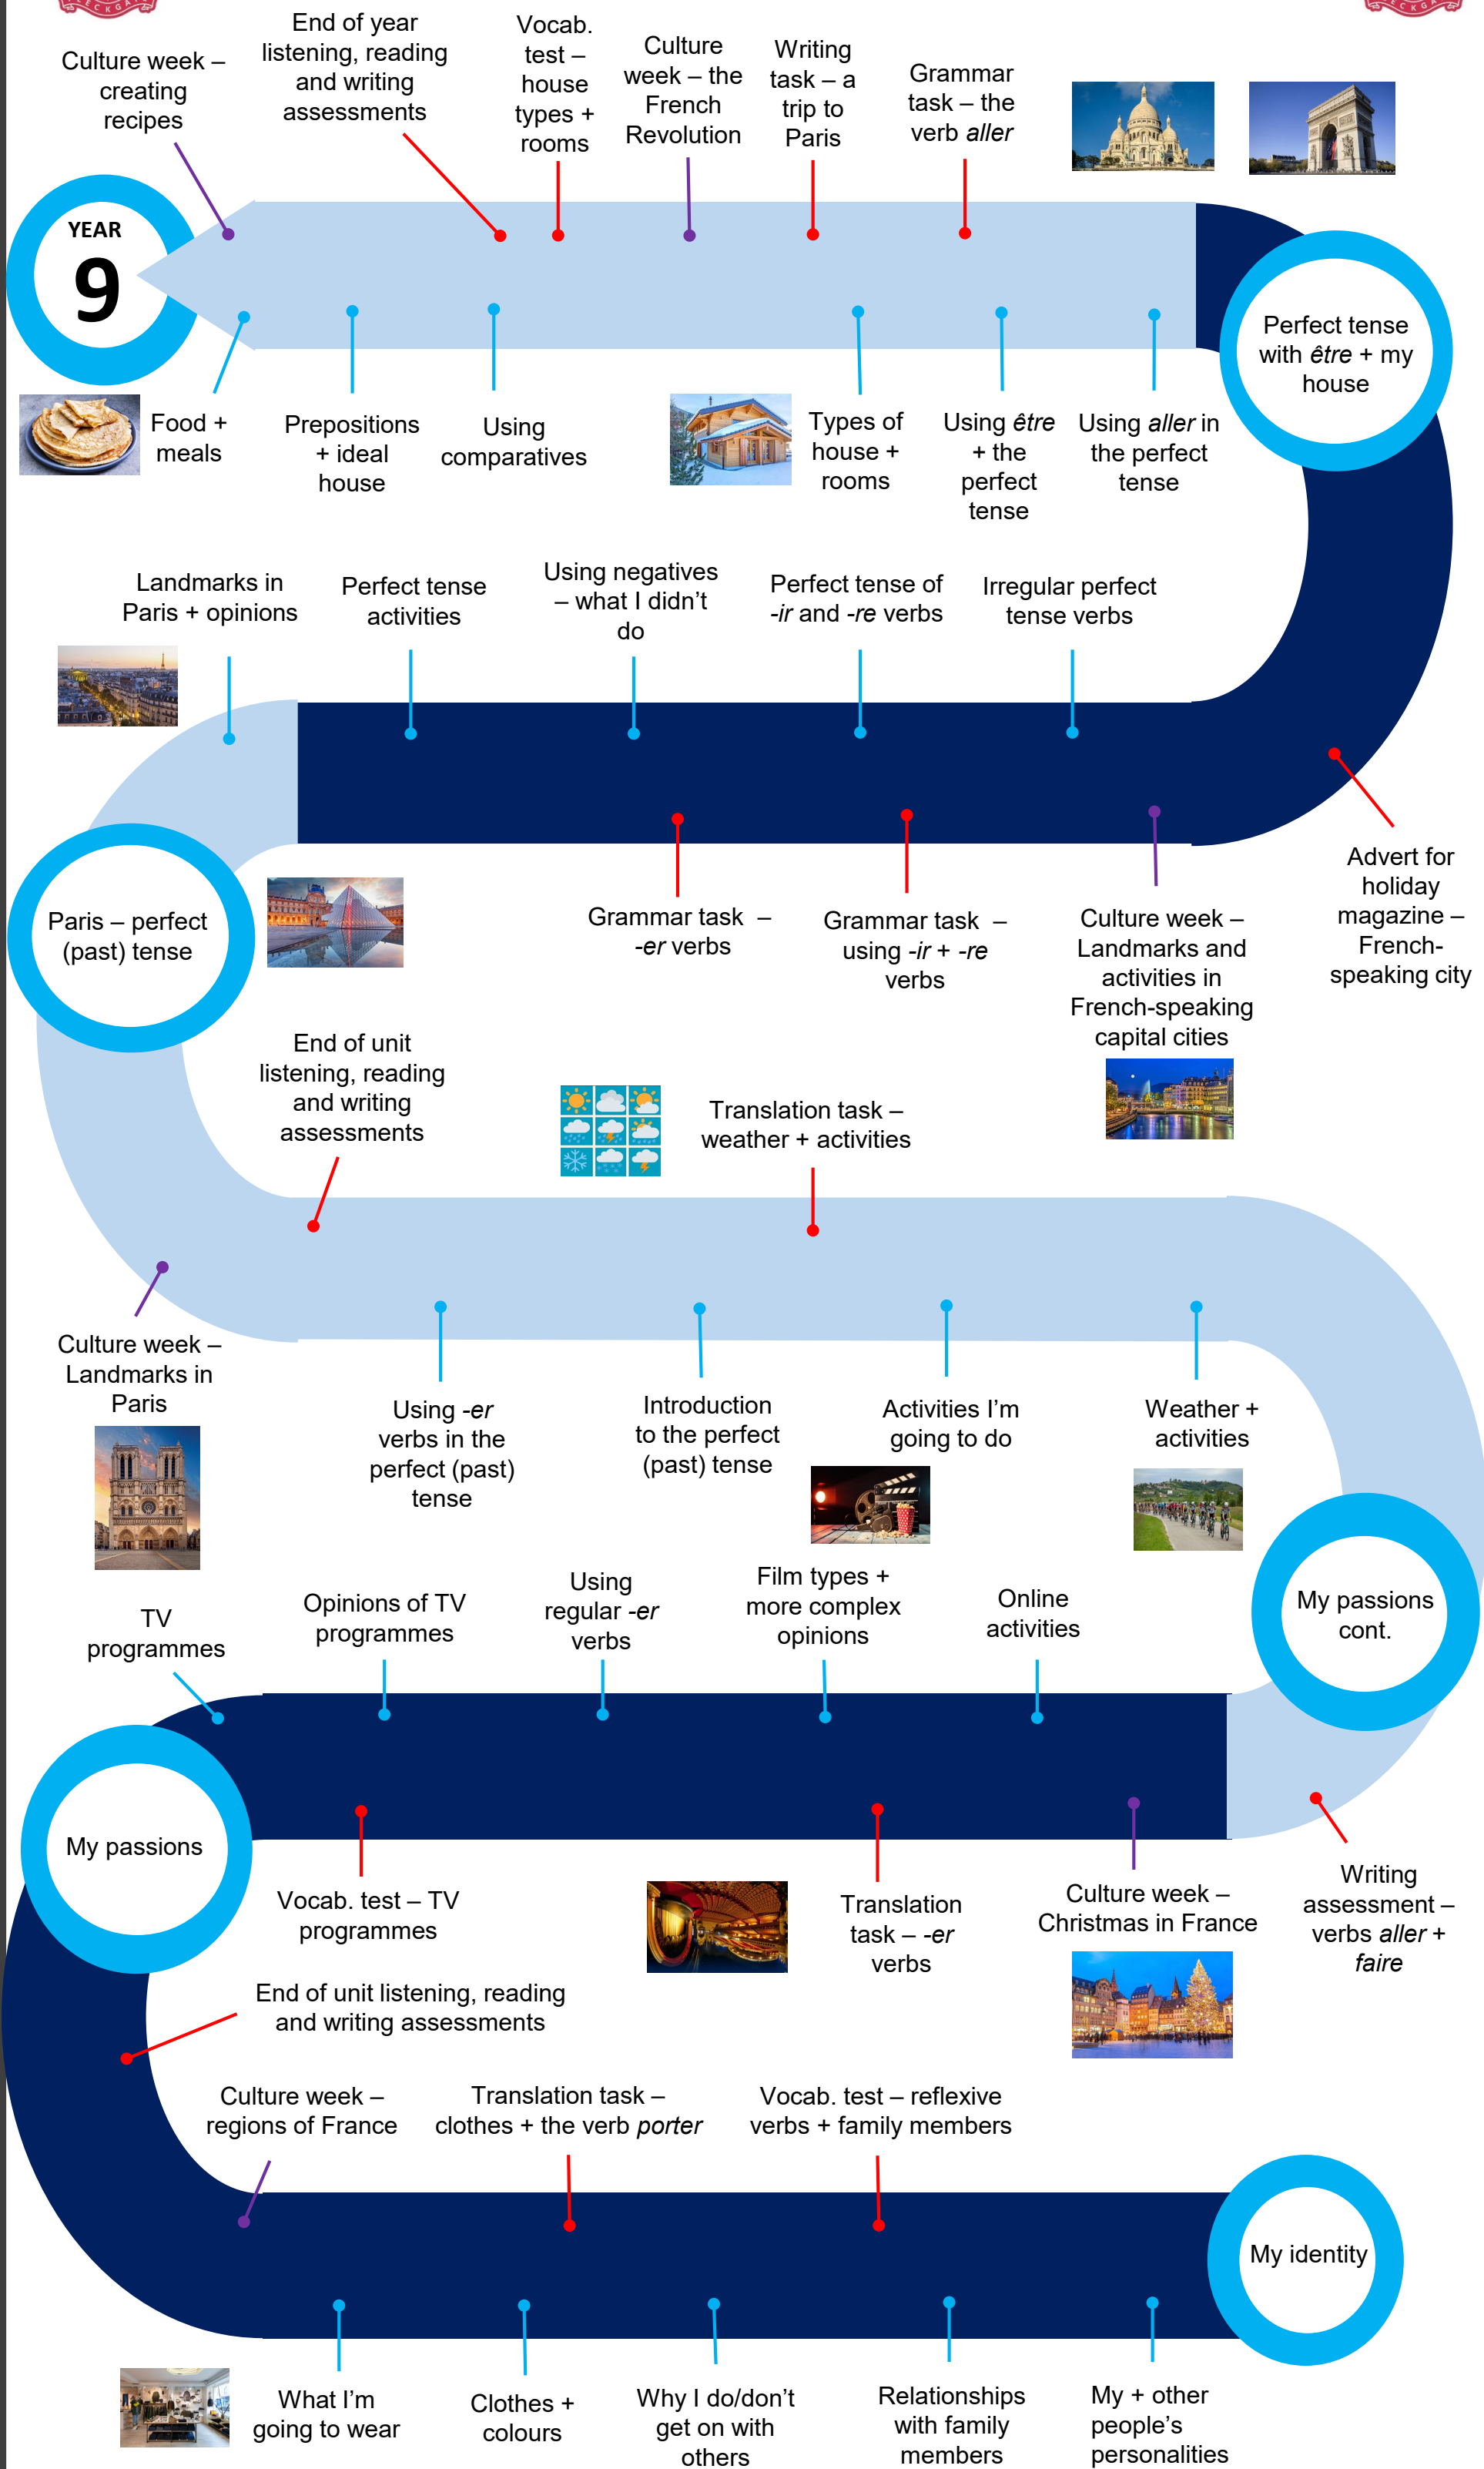 Culture week –
creating
recipes
End of year
listening, reading
and writing
assessments
Vocab.
test –
house
types +
rooms
Culture
week – the
French
Revolution
Writing
task – a
trip to
Paris
Grammar
task – the
verb aller
YEAR
9
Perfect tense
with être + my
house
Food +
meals
Prepositions
+ ideal
house
Using
comparatives
Types of
house +
rooms
Using être
+ the
perfect
tense
Using aller in
the perfect
tense
Landmarks in
Paris + opinions
Perfect tense
activities
Using negatives
– what I didn’t
do
Perfect tense of
-ir and -re verbs
Irregular perfect
tense verbs
Paris – perfect
(past) tense
Grammar task –
-er verbs
Grammar task –
using -ir + -re
verbs
Culture week –
Landmarks and
activities in
French-speaking
capital cities
Advert for
holiday
magazine –
French-
speaking city
End of unit
listening, reading
and writing
assessments
Translation task –
weather + activities
Culture week –
Landmarks in
Paris
Using -er
verbs in the
perfect (past)
tense
Introduction
to the perfect
(past) tense
Activities I’m
going to do
Weather +
activities
My passions
cont.
TV
programmes
Opinions of TV
programmes
Using
regular -er
verbs
Film types +
more complex
opinions
Online
activities
My passions
Vocab. test – TV
programmes
Translation
task – -er
verbs
Culture week –
Christmas in France
Writing
assessment –
verbs aller +
faire
End of unit listening, reading
and writing assessments
Culture week –
regions of France
Translation task –
clothes + the verb porter
Vocab. test – reflexive
verbs + family members
My identity
What I’m
going to wear
Clothes +
colours
Why I do/don’t
get on with
others
Relationships
with family
members
My + other
people’s
personalities